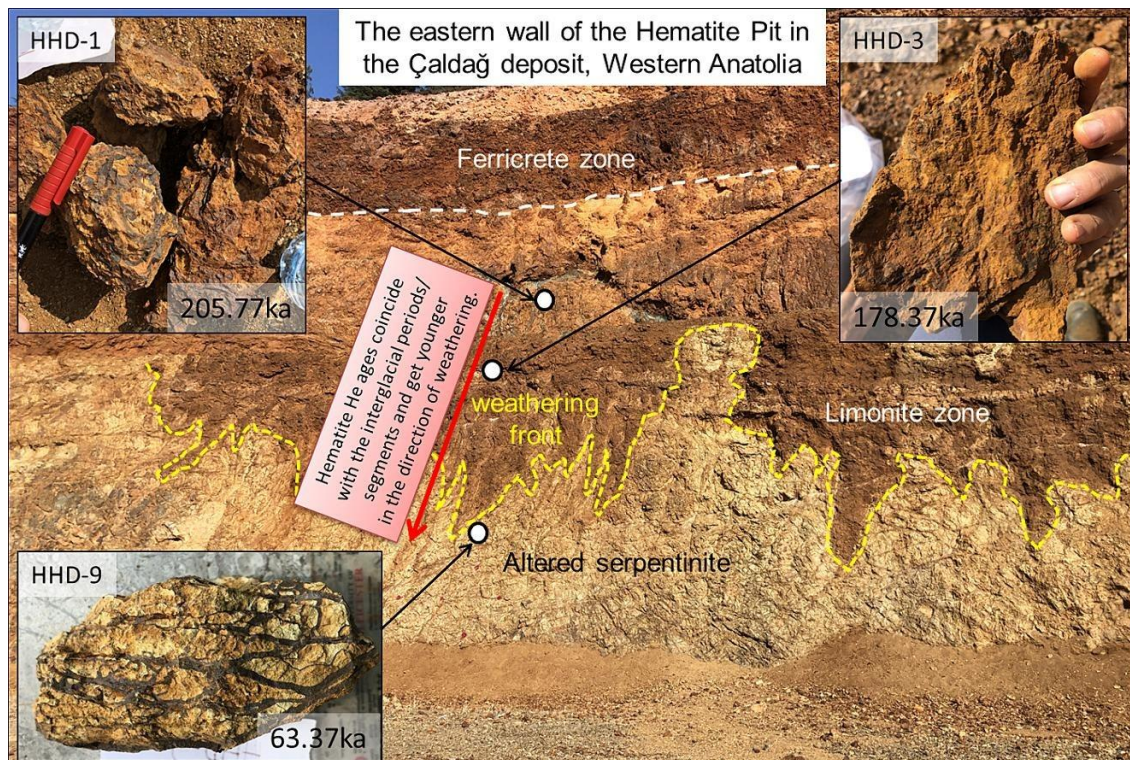 HHD-1
The eastern wall of the Hematite Pit in
the Çaldağ deposit, Western Anatolia
HHD-3
Ferricrete zone
205.77ka
178.37ka
Hematite He ages coincide
with the interglacial periods/
segments and get younger
in the direction of weathering.
weathering
front
Limonite zone
Altered serpentinite
HHD-9
63.37ka